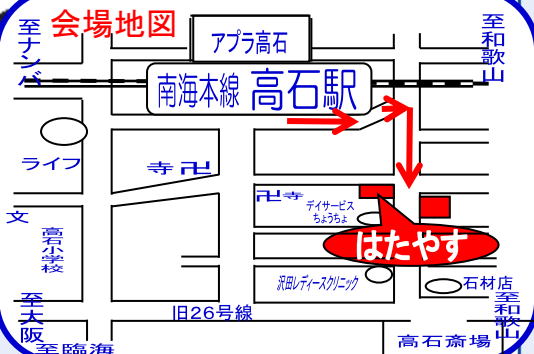 会場地図
至ナンバ
至和歌山
アプラ高石
南海本線 高石駅
ライフ
寺 卍
卍 寺
デイサービス
ちょうちょ
文
高石小学校
はたやす
沢田レディースクリニック
石材店
至大阪
旧26号線
至和歌山
至臨海
高石斎場